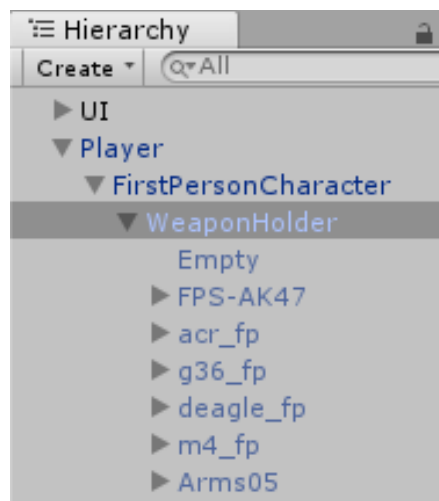 Hierarchy
Create All
UI
Player
FirstPersonCharacter
WeaponHolder
Empty
FPS-AK47
acr_fp
g36_fp
deagle_fp
m4_fp
Arms05